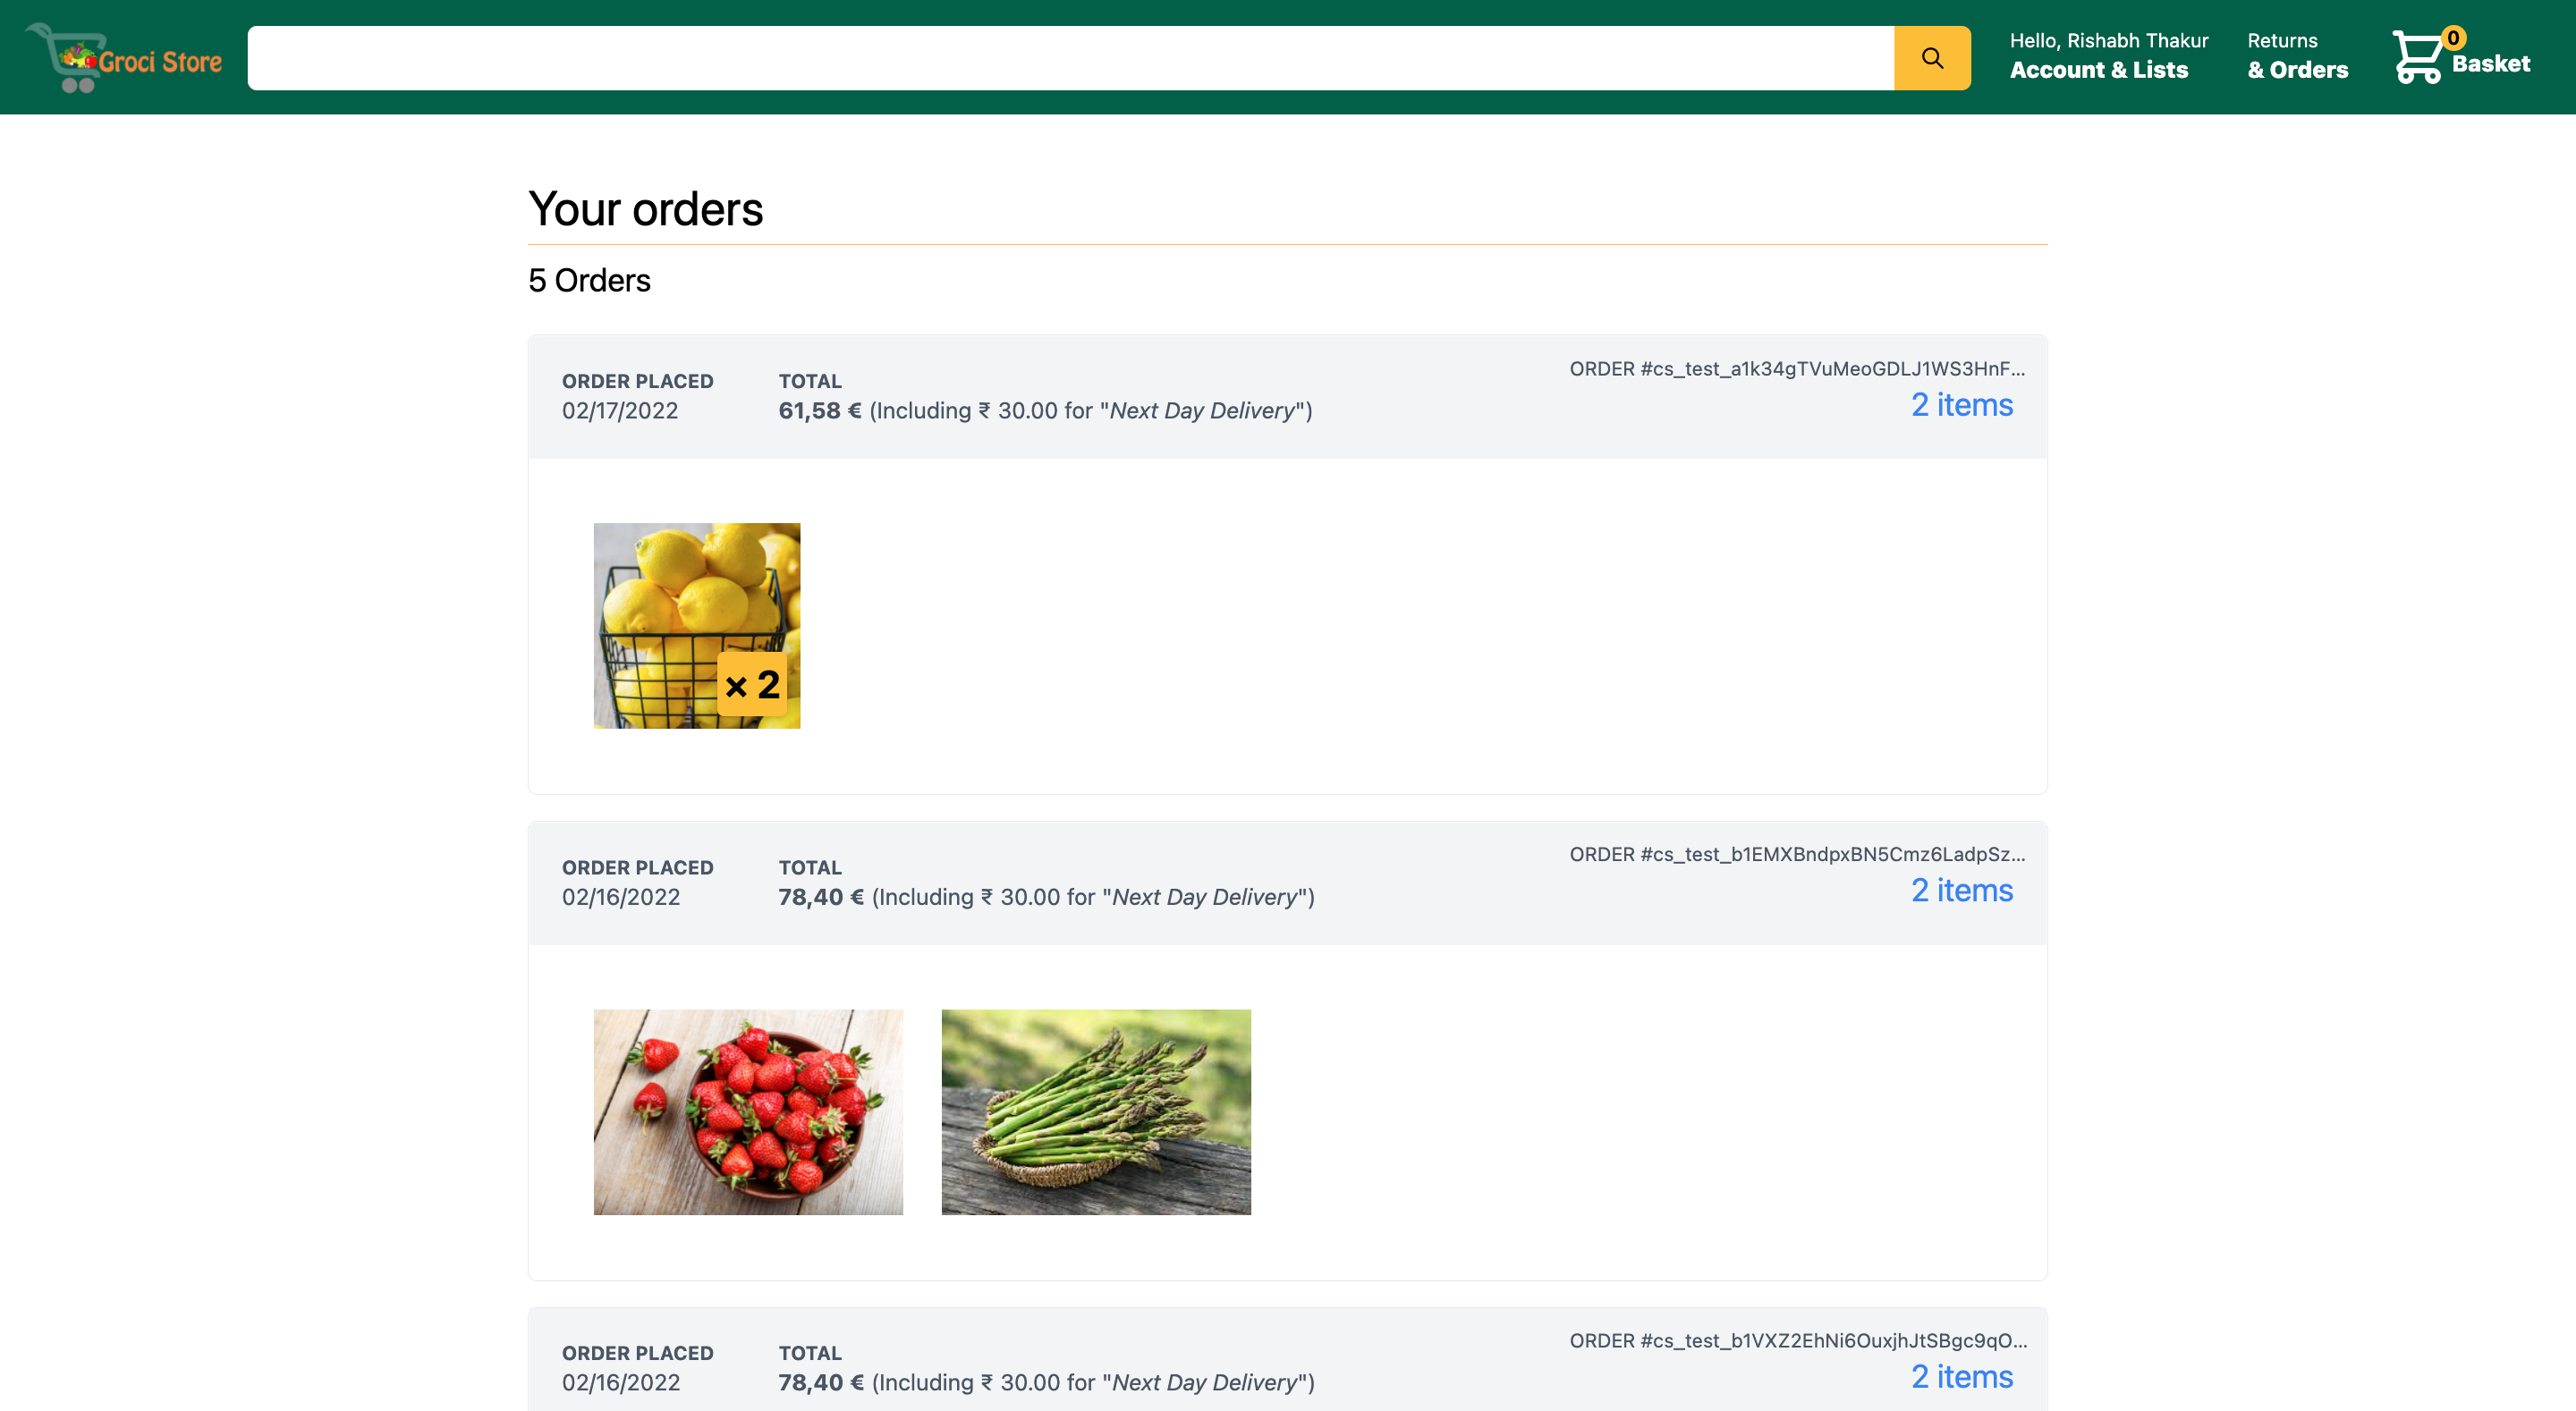 Groci Store
Hello, Rishabh Thakur
Account & Lists
Returns
& Orders
0
Basket
Your orders
5 Orders
ORDER PLACED
02/17/2022
TOTAL
61,58 € (Including ₹ 30.00 for "Next Day Delivery")
ORDER #cs_test_a1k34gTVuMeoGDLJ1WS3HnF...
2 items
× 2
ORDER PLACED
02/16/2022
TOTAL
78,40 € (Including ₹ 30.00 for "Next Day Delivery")
ORDER #cs_test_b1EMXBndpxBN5Cmz6LadpSz...
2 items
ORDER PLACED
02/16/2022
TOTAL
78,40 € (Including ₹ 30.00 for "Next Day Delivery")
ORDER #cs_test_b1VXZ2EhNi6OuxjhJtSBgc9qO...
2 items